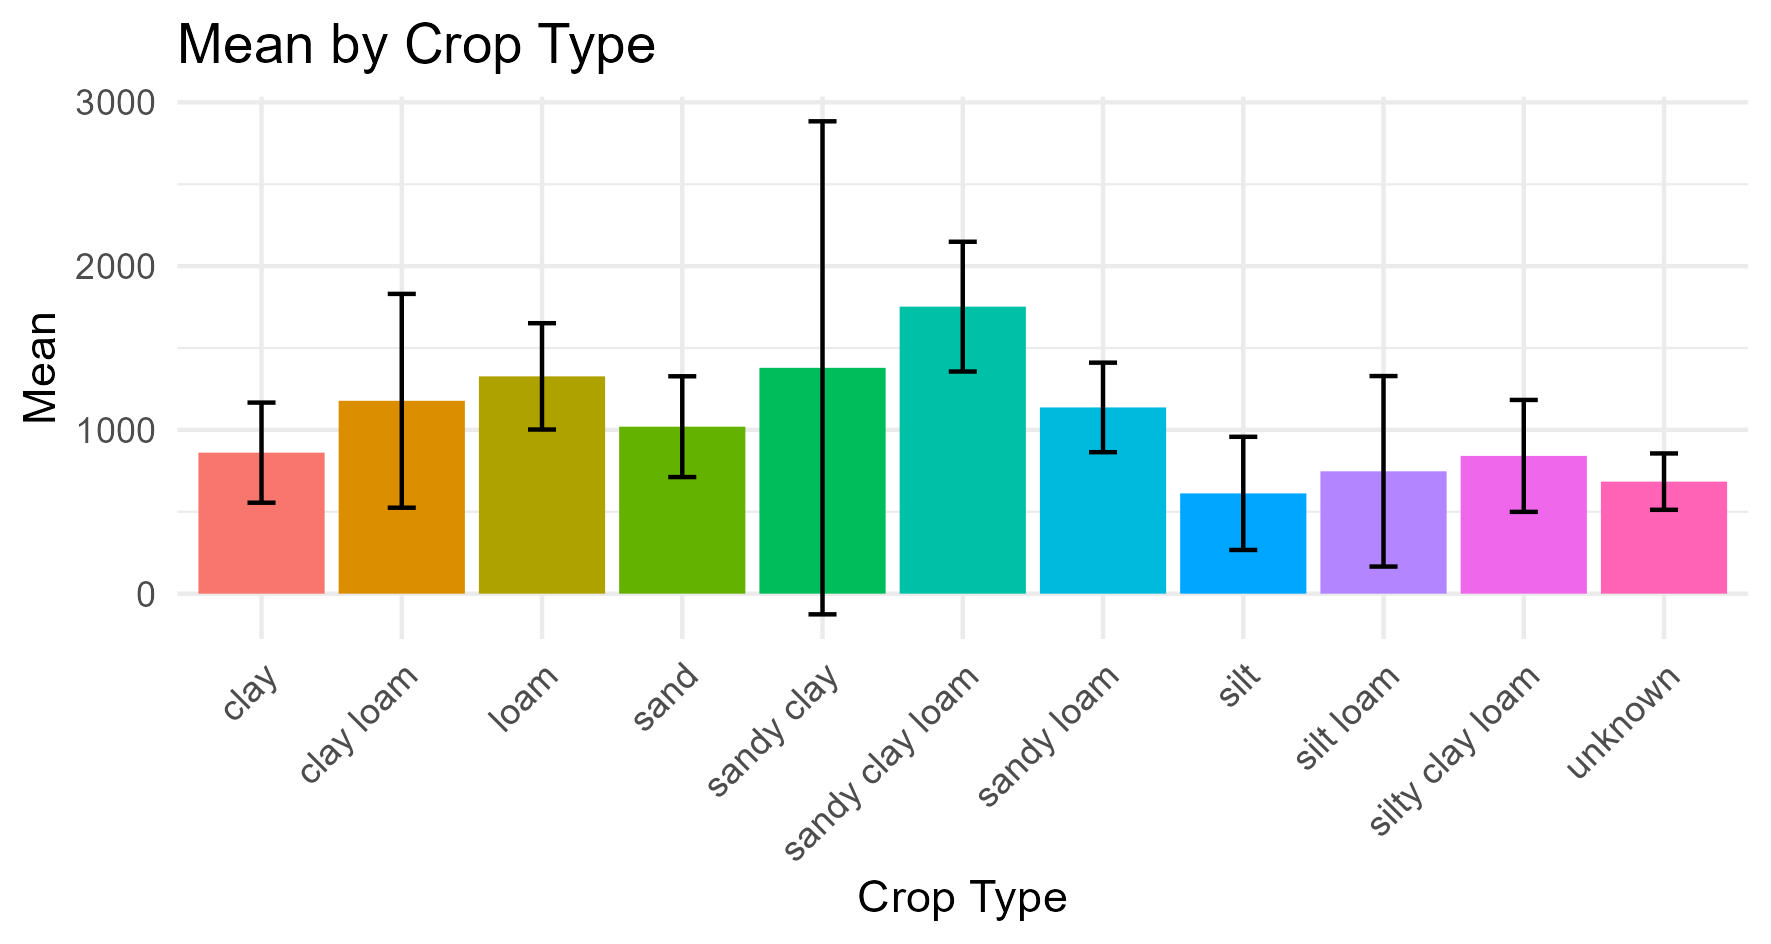 Mean by Crop Type
3000
2000
1000
0
Mean
clay
clay loam
loam
sand
sandy clay
sandy clay loam
sandy loam
silt
silt loam
silty clay loam
unknown
Crop Type